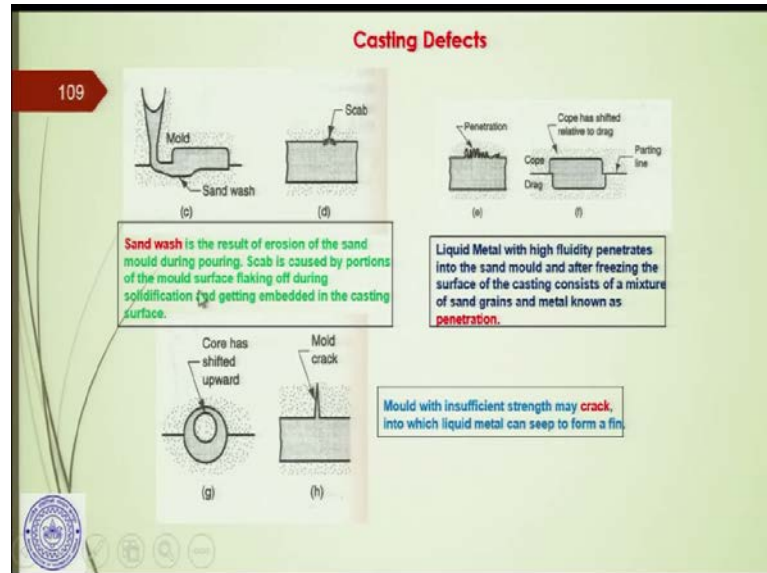 Casting Defects
109
Mold
Sand wash
(c)
Scab
(d)
Penetration
(e)
Cope has shifted
relative to drag
Cope
Drag
Parting
line
(f)
Sand wash is the result of erosion of the sand
mould during pouring. Scab is caused by portions
of the mould surface flaking off during
solidification and getting embedded in the casting
surface.
Liquid Metal with high fluidity penetrates
into the sand mould and after freezing the
surface of the casting consists of a mixture
of sand grains and metal known as
penetration.
Core has
shifted
upward
(g)
Mold
crack
(h)
Mould with insufficient strength may crack,
into which liquid metal can seep to form a fin.